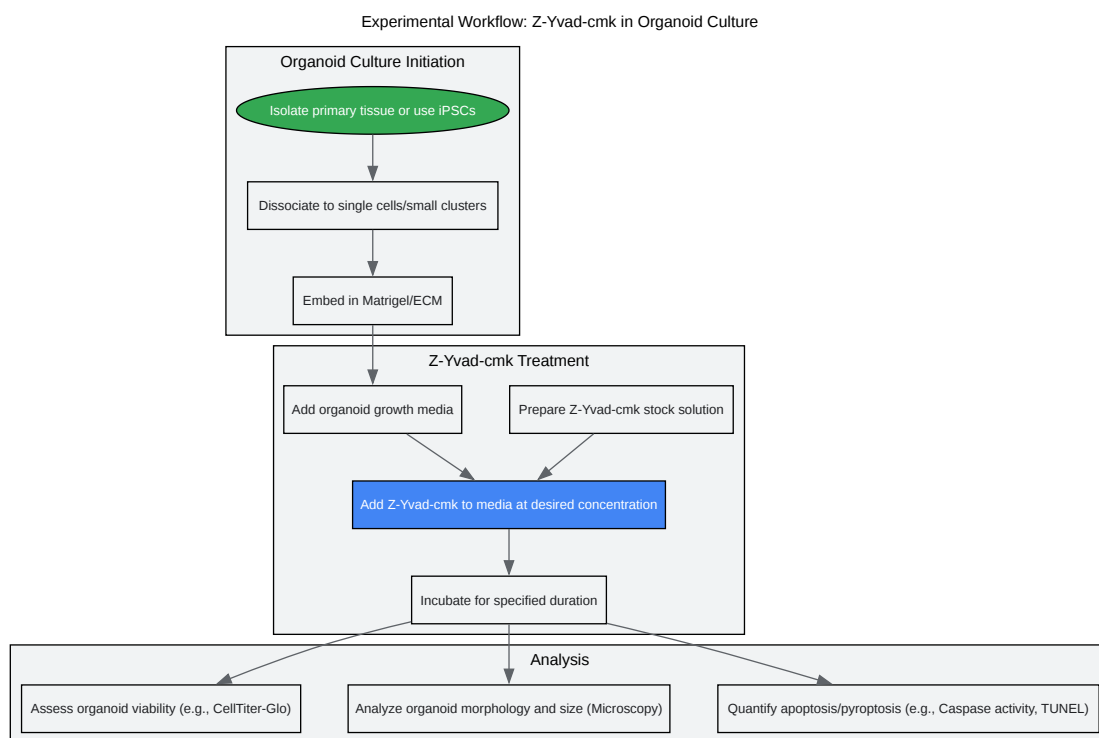 Experimental Workflow: Z-Yvad-cmk in Organoid Culture
Organoid Culture Initiation
Isolate primary tissue or use iPSCs
Dissociate to single cells/small clusters
Embed in Matrigel/ECM
Z-Yvad-cmk Treatment
Add organoid growth media
Prepare Z-Yvad-cmk stock solution
Add Z-Yvad-cmk to media at desired concentration
Incubate for specified duration
Analysis
Assess organoid viability (e.g., CellTiter-Glo)
Analyze organoid morphology and size (Microscopy)
Quantify apoptosis/pyroptosis (e.g., Caspase activity, TUNEL)